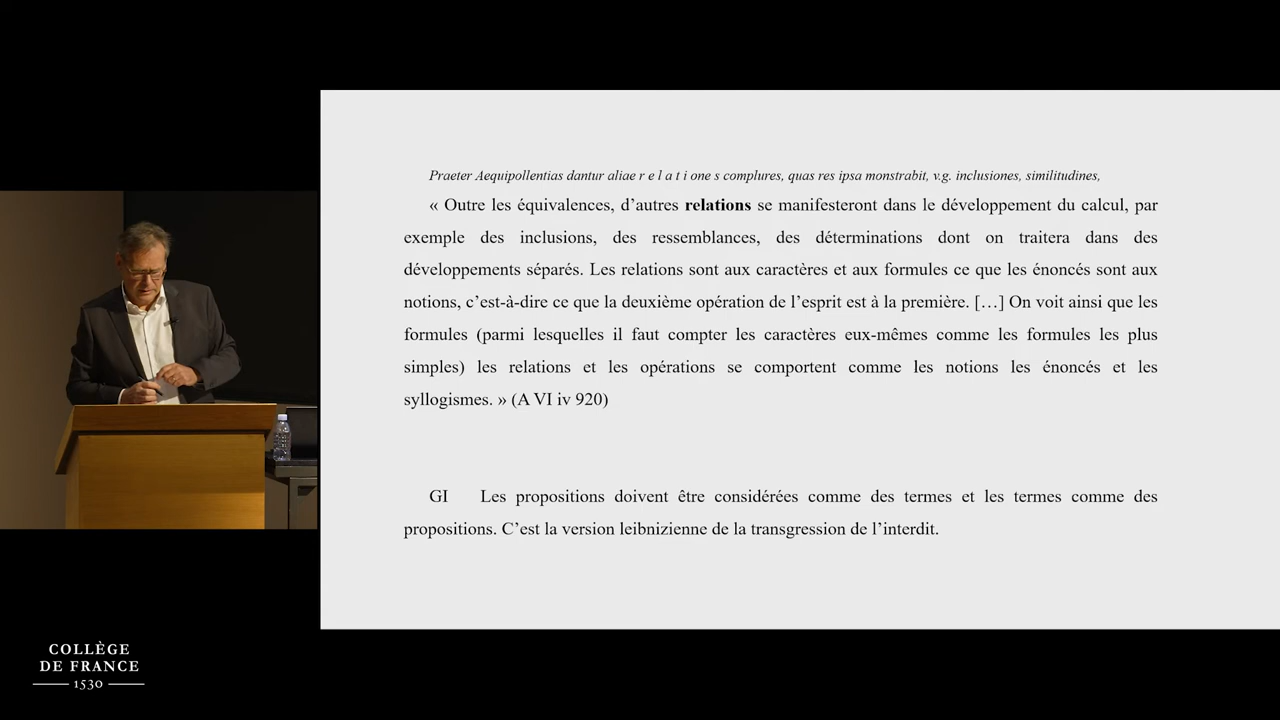 Praeter Aequipollentias dantur aliae r e l a t i one s complures, quas res ipsa monstrabit, v.g. inclusiones, similitudines,
« Outre les équivalences, d’autres relations se manifesteront dans le développement du calcul, par
exemple des inclusions, des ressemblances, des déterminations dont on traitera dans des
développements séparés. Les relations sont aux caractères et aux formules ce que les énoncés sont aux
notions, c’est-à-dire ce que la deuxième opération de l’esprit est à la première. […] On voit ainsi que les
formules (parmi lesquelles il faut compter les caractères eux-mêmes comme les formules les plus
simples) les relations et les opérations se comportent comme les notions les énoncés et les
syllogismes. » (A VI iv 920)
GI Les propositions doivent être considérées comme des termes et les termes comme des
propositions. C’est la version leibnizienne de la transgression de l’interdit.
COLLÈGE
DE FRANCE
1530